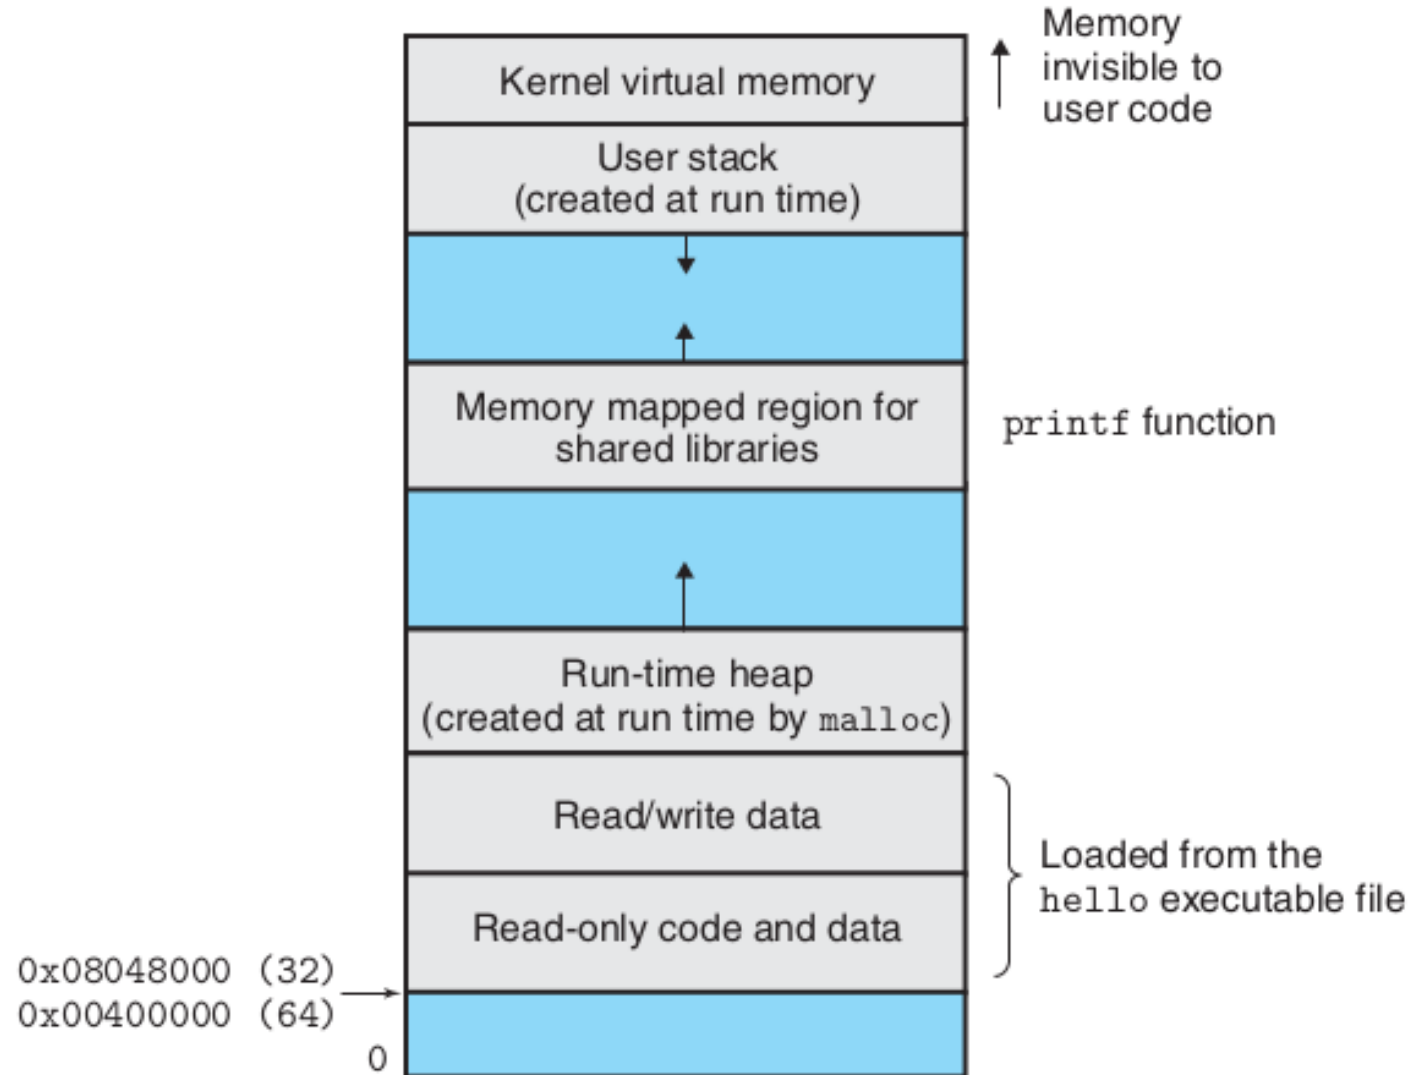 Memory
invisible to
user code
Kernel virtual memory
User stack
(created at run time)
Memory mapped region for
shared libraries
printf function
Run-time heap
(created at run time by malloc)
Read/write data
Loaded from the
hello executable file
Read-only code and data
0x08048000 (32)
0x00400000 (64)
0